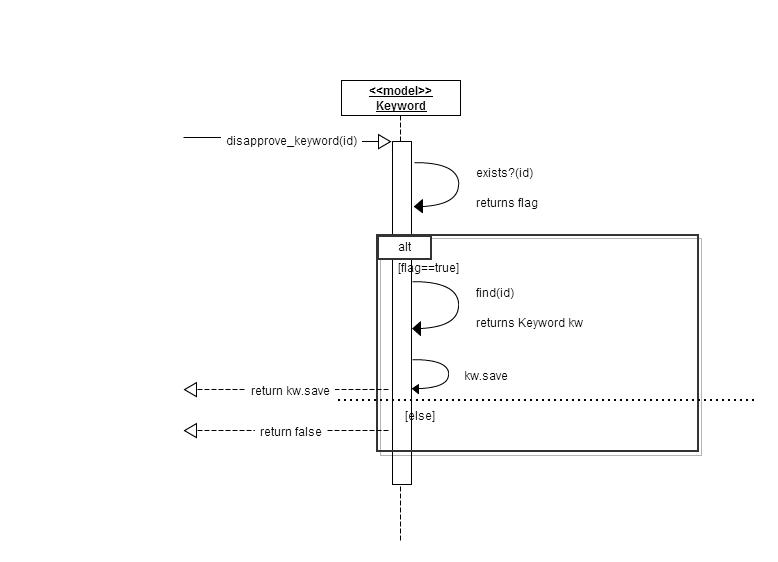 <<model>>
Keyword
disapprove_keyword(id)
exists?(id)
returns flag
alt
[flag==true]
find(id)
returns Keyword kw
kw.save
return kw.save
[else]
return false